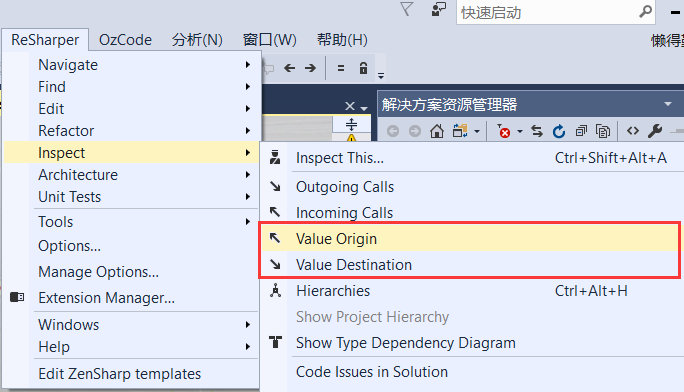 快速启动
ReSharper OzCode 分析(N) 窗口(W) 帮助(H)
懒得
Navigate
Find
Edit
解决方案资源管理器
Refactor
Inspect
Inspect This... Ctrl+Shift+Alt+A
Architecture
Outgoing Calls
Unit Tests
Incoming Calls
Tools
Value Origin
Options...
Value Destination
Manage Options...
Hierarchies Ctrl+Alt+H
Extension Manager...
Show Project Hierarchy
Windows
Show Type Dependency Diagram
Help
Code Issues in Solution
Edit ZenSharp templates